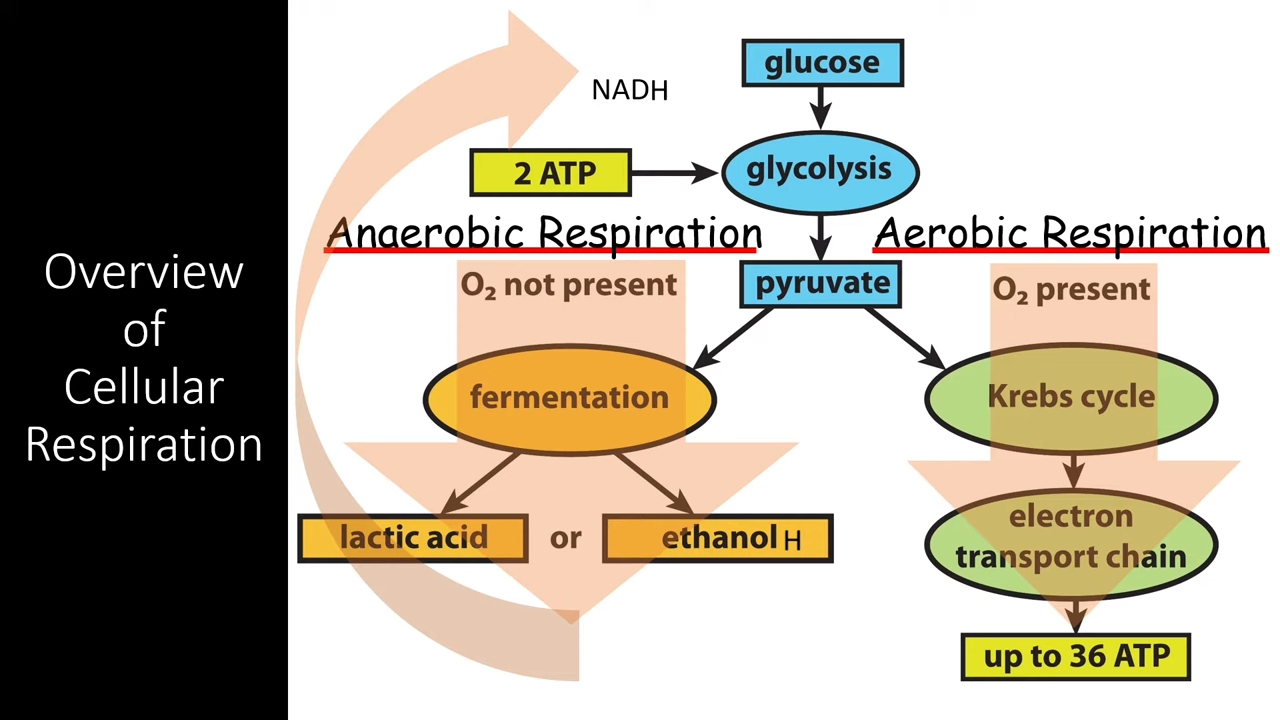 Overview
of
Cellular
Respiration
glucose
NADH
glycolysis
2 ATP
Anaerobic Respiration
Aerobic Respiration
O₂ not present
pyruvate
O₂ present
fermentation
Krebs cycle
lactic acid
or
ethanol H
electron
transport chain
up to 36 ATP